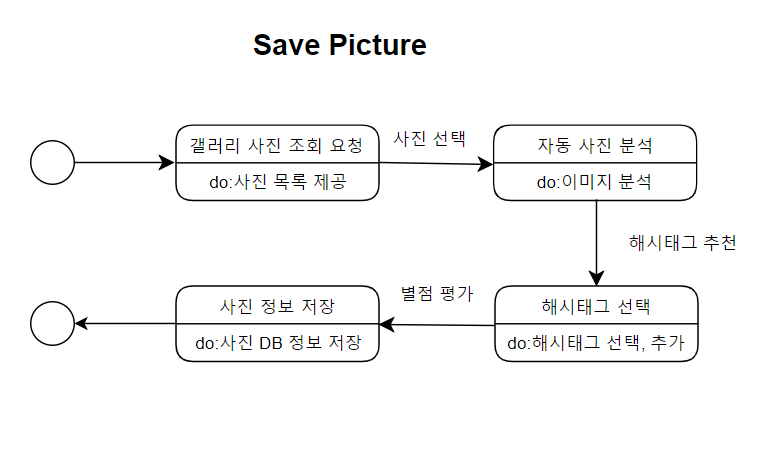 Save Picture
갤러리 사진 조회 요청
do:사진 목록 제공
사진 선택
자동 사진 분석
do:이미지 분석
해시태그 추천
해시태그 선택
do:해시태그 선택, 추가
별점 평가
사진 정보 저장
do:사진 DB 정보 저장